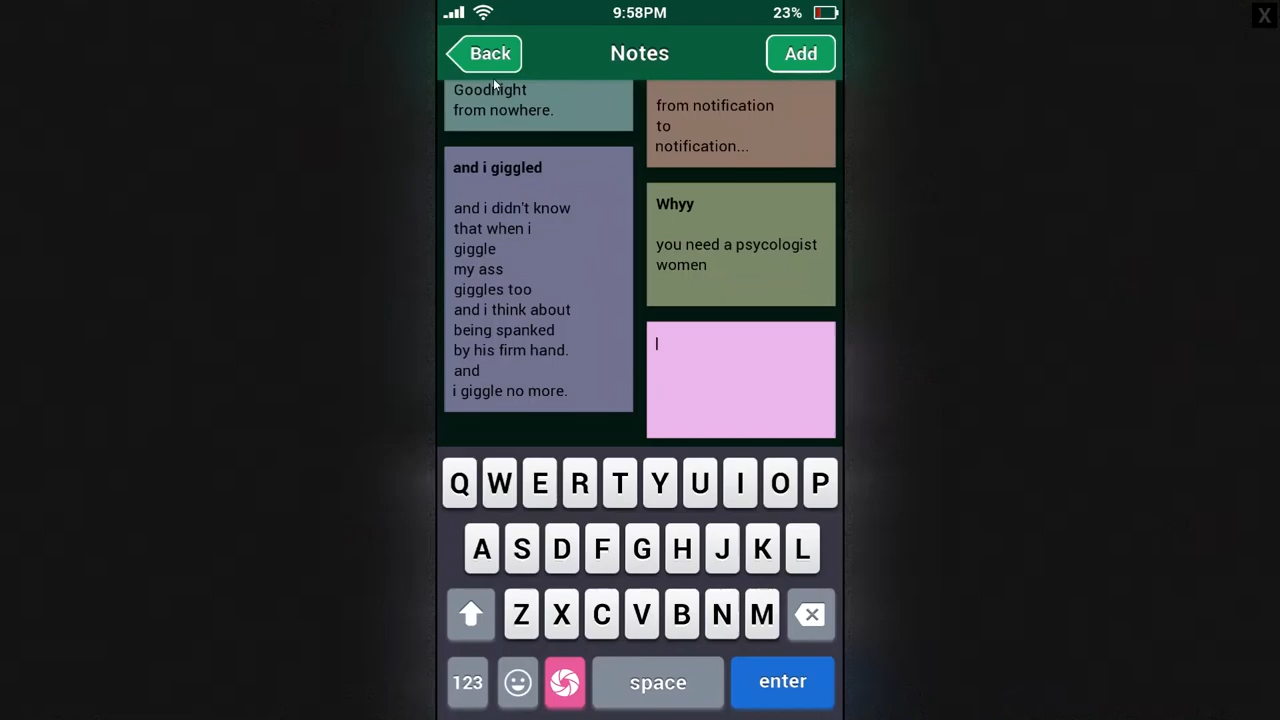 9:58PM
23%
X
Back
Notes
Add
Goodnight
from nowhere.
and i giggled
and i didn't know
that when i
giggle
my ass
giggles too
and i think about
being spanked
by his firm hand.
and
i giggle no more.
from notification
to
notification...
Whyy
you need a psycologist
women
Q W E R T Y U I O P
A S D F G H J K L
Z X C V B N M
123
space
enter